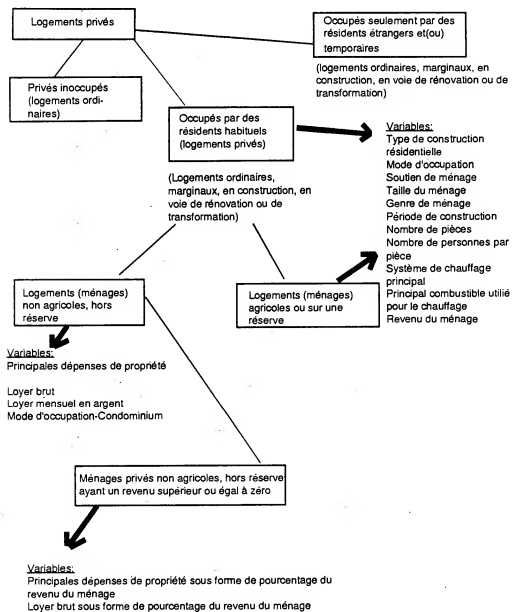 Logements privés
Occupés seulement par des
résidents étrangers et(ou)
temporaires
(logements ordinaires, marginaux, en
construction, en voie de rénovation ou de
transformation)
Privés inoccupés
(logements ordi-
naires)
Occupés par des
résidents habituels
(logements privés)
(Logements ordinaires,
marginaux, en construction, en
voie de rénovation ou de
transformation)
Variables:
Type de construction
résidentielle
Mode d'occupation
Soutien de ménage
Taille du ménage
Genre de ménage
Période de construction
Nombre de pièces
Nombre de personnes par
pièce
Système de chauffage
principal
Principal combustible utilié
pour le chauffage
Revenu du ménage
Logements (ménages)
non agricoles, hors
réserve
Logements (ménages)
agricoles ou sur une
réserve
Variables:
Principales dépenses de propriété
Loyer brut
Loyer mensuel en argent
Mode d'occupation-Condominium
Ménages privés non agricoles, hors réserve
ayant un revenu supérieur ou égal à zéro
Variables:
Principales dépenses de propriété sous forme de pourcentage du
revenu du ménage
Loyer brut sous forme de pourcentage du revenu du ménage